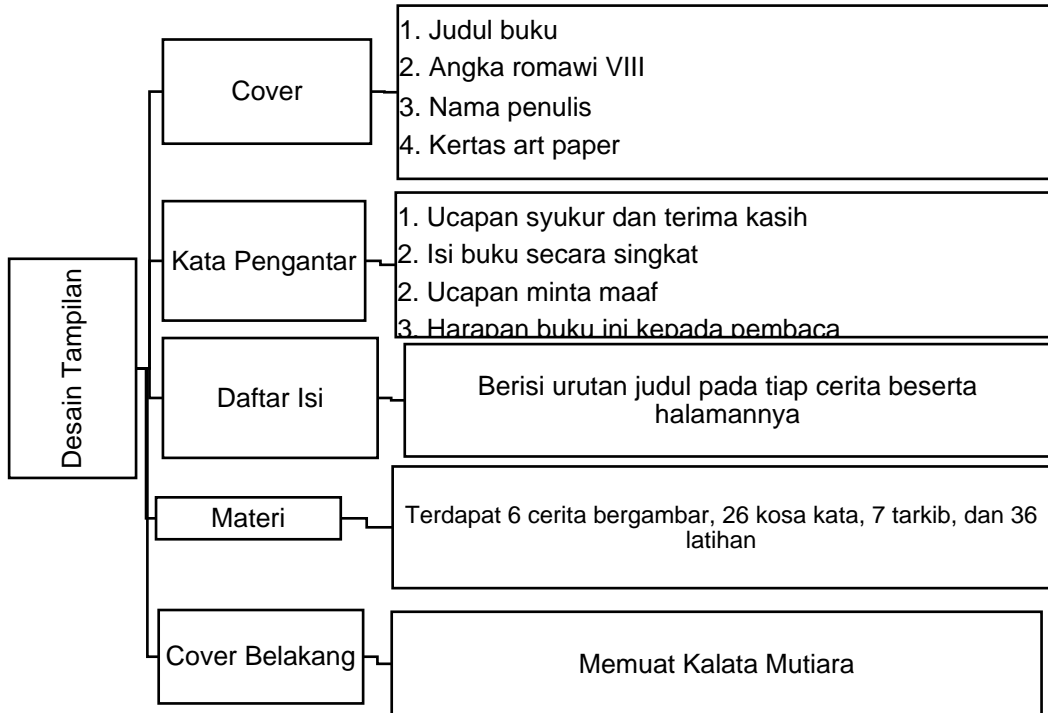 Desain Tampilan
Cover
1. Judul buku
2. Angka romawi VIII
3. Nama penulis
4. Kertas art paper
Kata Pengantar
1. Ucapan syukur dan terima kasih
2. Isi buku secara singkat
2. Ucapan minta maaf
3. Harapan buku ini kepada pembaca
Daftar Isi
Berisi urutan judul pada tiap cerita beserta
halamannya
Materi
Terdapat 6 cerita bergambar, 26 kosa kata, 7 tarkib, dan 36
latihan
Cover Belakang
Memuat Kalata Mutiara